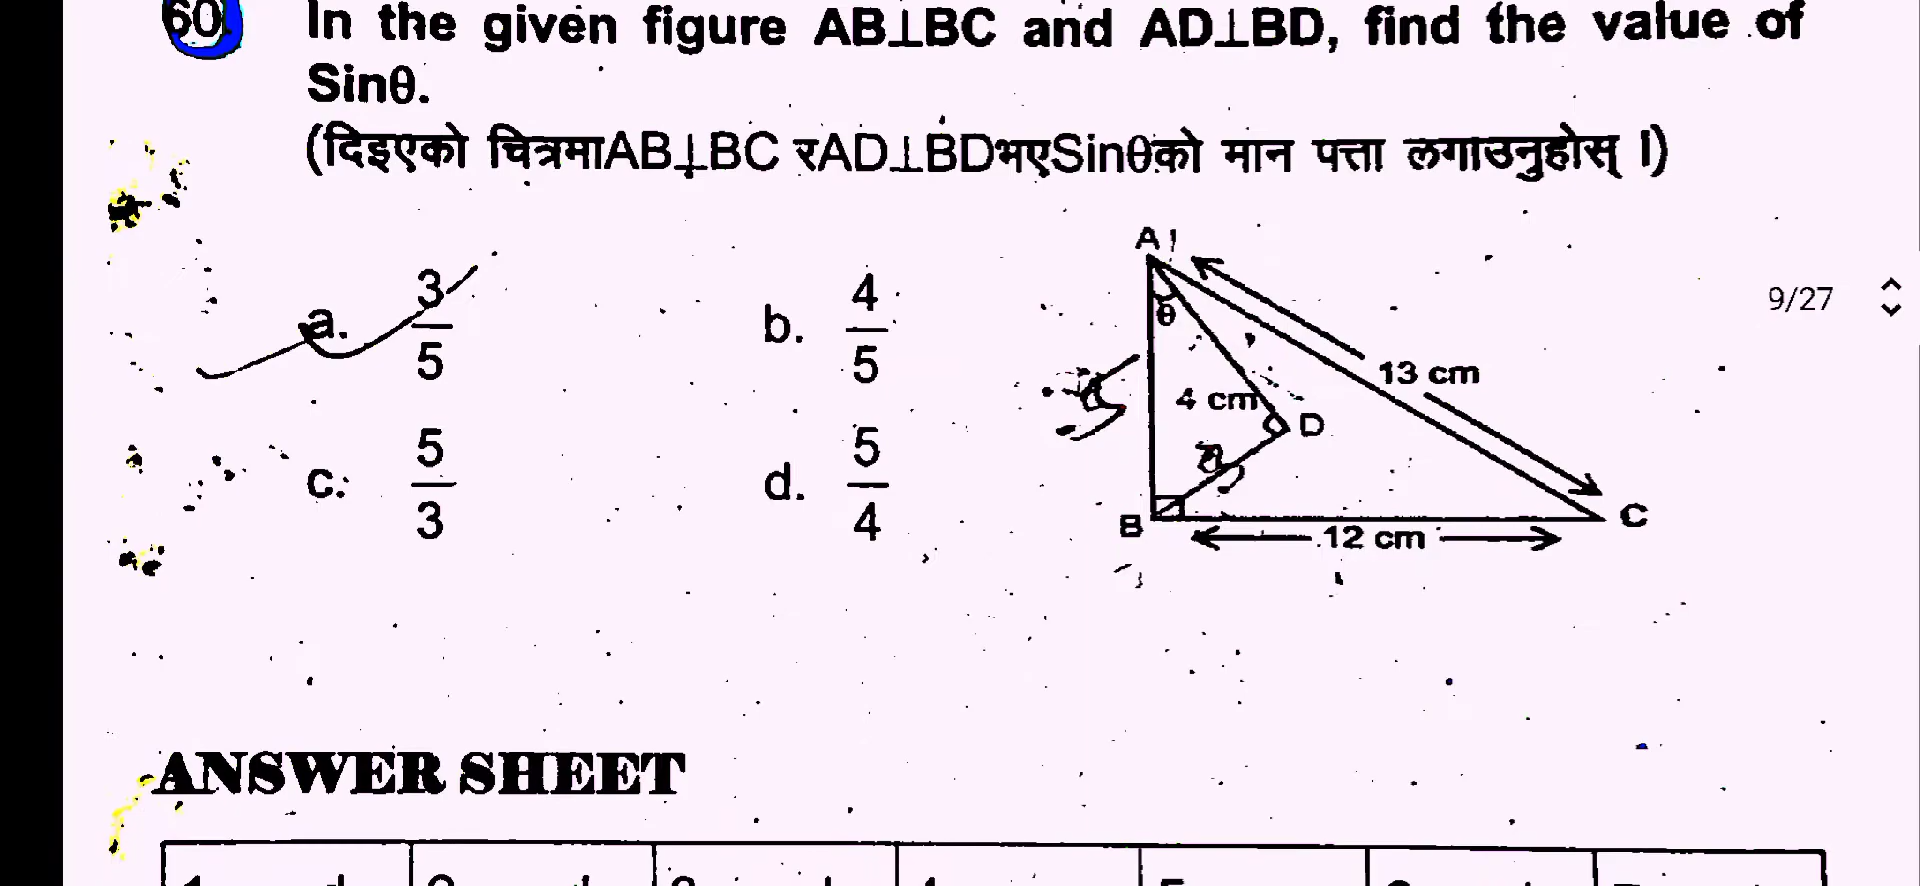 60. In the given figure AB⊥BC and AD⊥BD, find the value of
Sinθ.
(दिइएको चित्रमाAB⊥BC रAD⊥BDभएSinθको मान पत्ता लगाउनुहोस् ।)
a. 3/5 b. 4/5
c. 5/3 d. 5/4
A
θ
13 cm
4 cm
D
B
C
12 cm
9/27
ANSWER SHEET